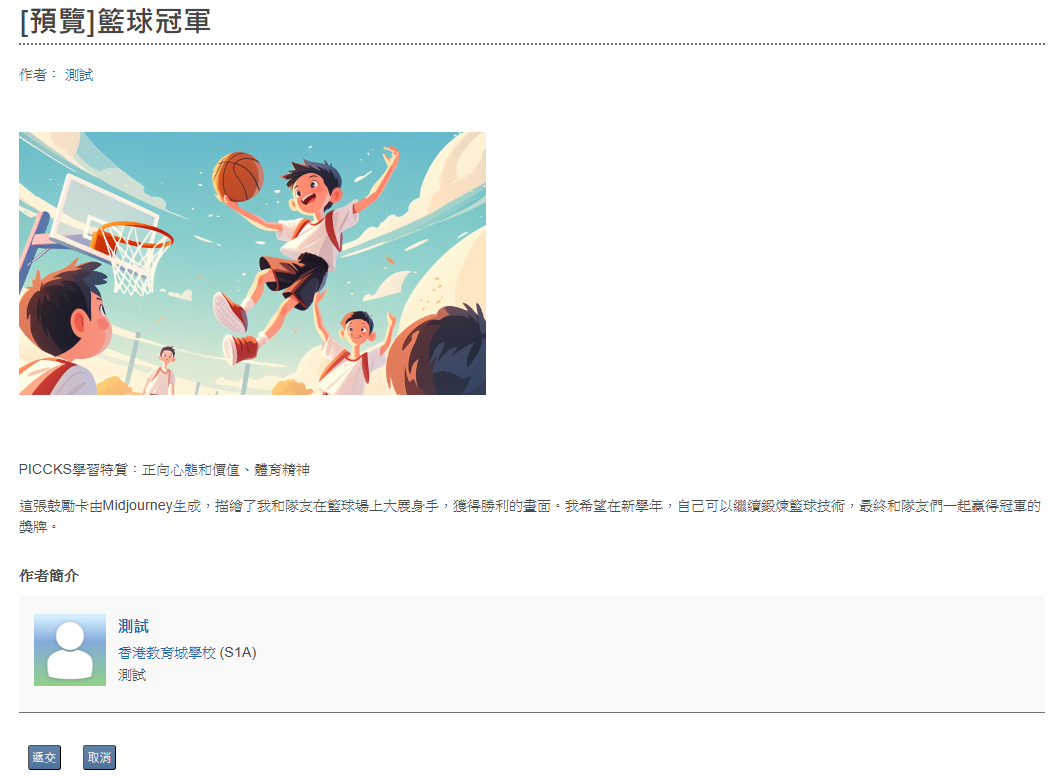 [預覽]籃球冠軍
作者： 測試
PICCKS學習特質：正向心態和價值、體育精神
這張鼓勵卡由Midjourney生成，描繪了我和隊友在籃球場上大展身手，獲得勝利的畫面。我希望在新學年，自己可以繼續鍛煉籃球技術，最終和隊友們一起贏得冠軍的
獎牌。
作者簡介
測試
香港教育城學校 (S1A)
測試
遞交 取消